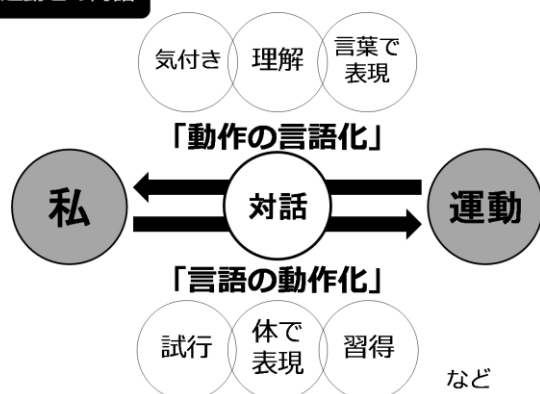 気付き
理解
言葉で
表現
「動作の言語化」
私
対話
運動
「言語の動作化」
試行
体で
表現
習得
など